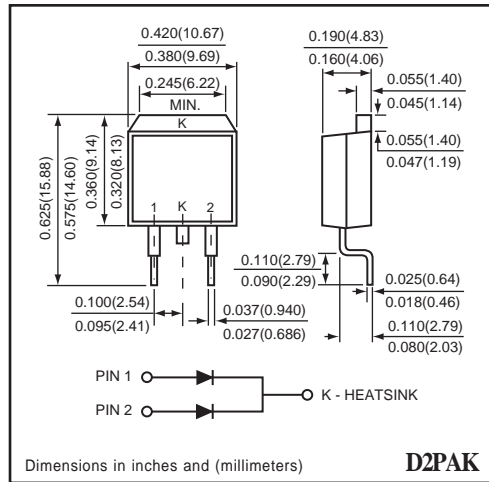 0.420(10.67)
0.380(9.69)
0.245(6.22)
MIN.
K
0.625(15.88)
0.575(14.60)
0.360(9.14)
0.320(8.13)
1 K 2
0.100(2.54)
0.095(2.41)
0.037(0.940)
0.027(0.686)
0.190(4.83)
0.160(4.06)
0.055(1.40)
0.045(1.14)
0.055(1.40)
0.047(1.19)
0.110(2.79)
0.090(2.29)
0.025(0.64)
0.018(0.46)
0.110(2.79)
0.080(2.03)
PIN 1
PIN 2
K - HEATSINK
Dimensions in inches and (millimeters)
D2PAK